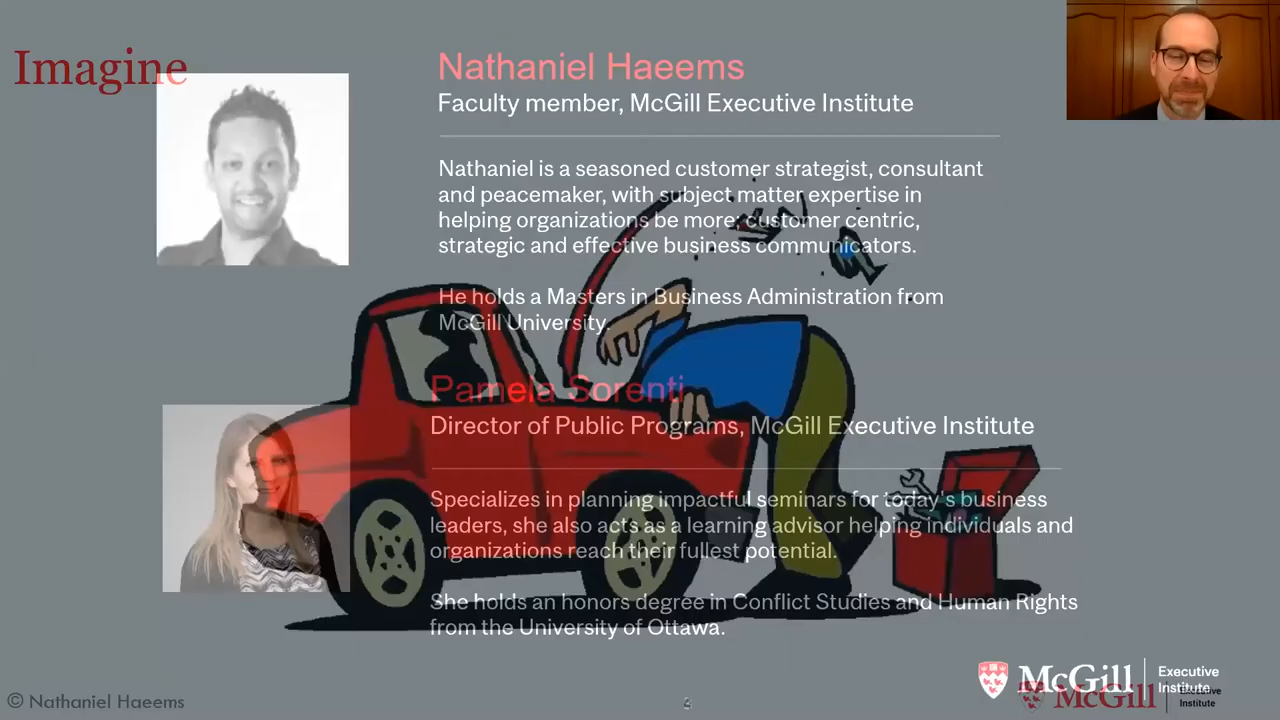 Imagine
Nathaniel Haeems
Faculty member, McGill Executive Institute
Nathaniel is a seasoned customer strategist, consultant
and peacemaker, with subject matter expertise in
helping organizations be more: customer centric,
strategic and effective business communicators.
He holds a Masters in Business Administration from
McGill University.
Pamela Sorenti
Director of Public Programs, McGill Executive Institute
Specializes in planning impactful seminars for today's business
leaders, she also acts as a learning advisor helping individuals and
organizations reach their fullest potential.
She holds an honors degree in Conflict Studies and Human Rights
from the University of Ottawa.
McGill Executive
Institute
McGill Executive
Institute
© Nathaniel Haeems